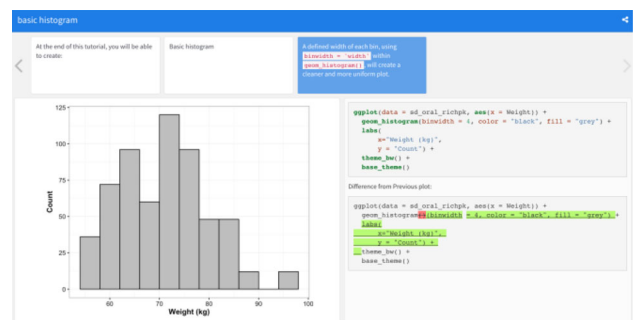 basic histogram
At the end of this tutorial, you will be able
to create:
Basic histogram
A defined width of each bin, using
binwidth = 'width' within
geom_histogram(), will create a
cleaner and more uniform plot.
125
100
75
50
25
0
Count
60 70 80 90 100
Weight (kg)
ggplot(data = ad_oral_richpk, aes(x = Weight)) +
geom_histogram(binwidth = 4, color = "black", fill = "grey") +
labs(
x="Weight (kg)",
y = "Count") +
theme_bw() +
base_theme()
Difference from Previous plot:
ggplot(data = ad_oral_richpk, aes(x = Weight)) +
geom_histogram()(binwidth = 4, color = "black", fill = "grey") +
labs(
x="Weight (kg)",
y = "Count") +
theme_bw() +
base_theme()